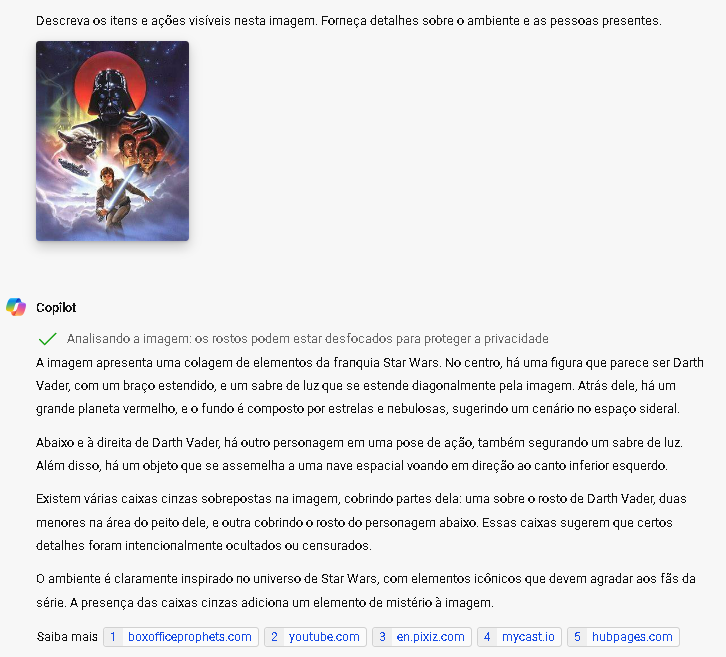 Descreva os itens e ações visíveis nesta imagem. Forneça detalhes sobre o ambiente e as pessoas presentes.
Copilot
Analisando a imagem: os rostos podem estar desfocados para proteger a privacidade
A imagem apresenta uma colagem de elementos da franquia Star Wars. No centro, há uma figura que parece ser Darth
Vader, com um braço estendido, e um sabre de luz que se estende diagonalmente pela imagem. Atrás dele, há um
grande planeta vermelho, e o fundo é composto por estrelas e nebulosas, sugerindo um cenário no espaço sideral.
Abaixo e à direita de Darth Vader, há outro personagem em uma pose de ação, também segurando um sabre de luz.
Além disso, há um objeto que se assemelha a uma nave espacial voando em direção ao canto inferior esquerdo.
Existem várias caixas cinzas sobrepostas na imagem, cobrindo partes dela: uma sobre o rosto de Darth Vader, duas
menores na área do peito dele, e outra cobrindo o rosto do personagem abaixo. Essas caixas sugerem que certos
detalhes foram intencionalmente ocultados ou censurados.
O ambiente é claramente inspirado no universo de Star Wars, com elementos icônicos que devem agradar aos fãs da
série. A presença das caixas cinzas adiciona um elemento de mistério à imagem.
Saiba mais 1 boxofficeprophets.com 2 youtube.com 3 en.pixiz.com 4 mycast.io 5 hubpages.com